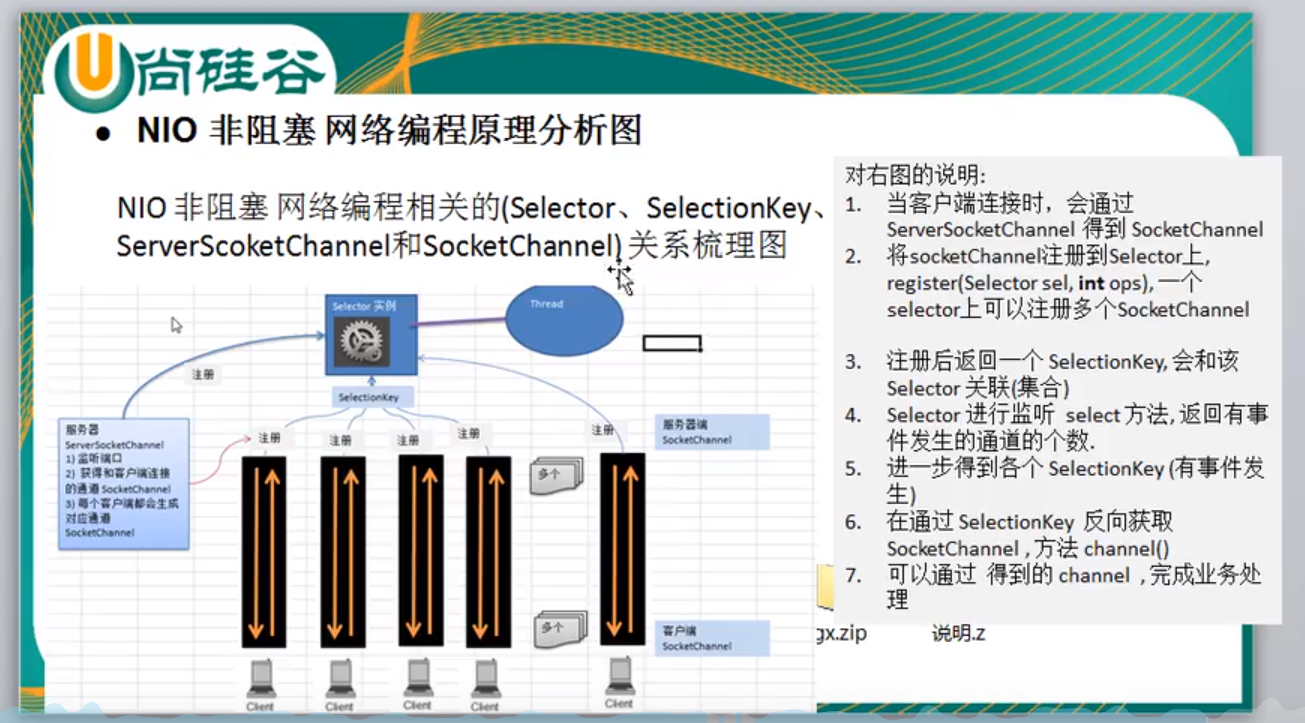 尚硅谷
• NIO 非阻塞 网络编程原理分析图
NIO 非阻塞 网络编程相关的(Selector、SelectionKey、
ServerScoketChannel和SocketChannel) 关系梳理图
Selector 实例
Thread
注册
SelectionKey
服务器
ServerSocketChannel
1) 监听端口
2) 获得和客户端连接
的通道 SocketChannel
3) 每个客户端都会生成
对应通道
SocketChannel
注册
注册
注册
注册
注册
服务器端
SocketChannel
多个
多个
客户端
SocketChannel
Client
Client
Client
Client
Client
对右图的说明:
1. 当客户端连接时，会通过
ServerSocketChannel 得到 SocketChannel
2. 将socketChannel注册到Selector上,
register(Selector sel, int ops), 一个
selector上可以注册多个SocketChannel
3. 注册后返回一个 SelectionKey, 会和该
Selector 关联(集合)
4. Selector 进行监听 select 方法, 返回有事
件发生的通道的个数.
5. 进一步得到各个 SelectionKey (有事件发
生)
6. 在通过 SelectionKey 反向获取
SocketChannel , 方法 channel()
7. 可以通过 得到的 channel , 完成业务处
理
gx.zip
说明.z